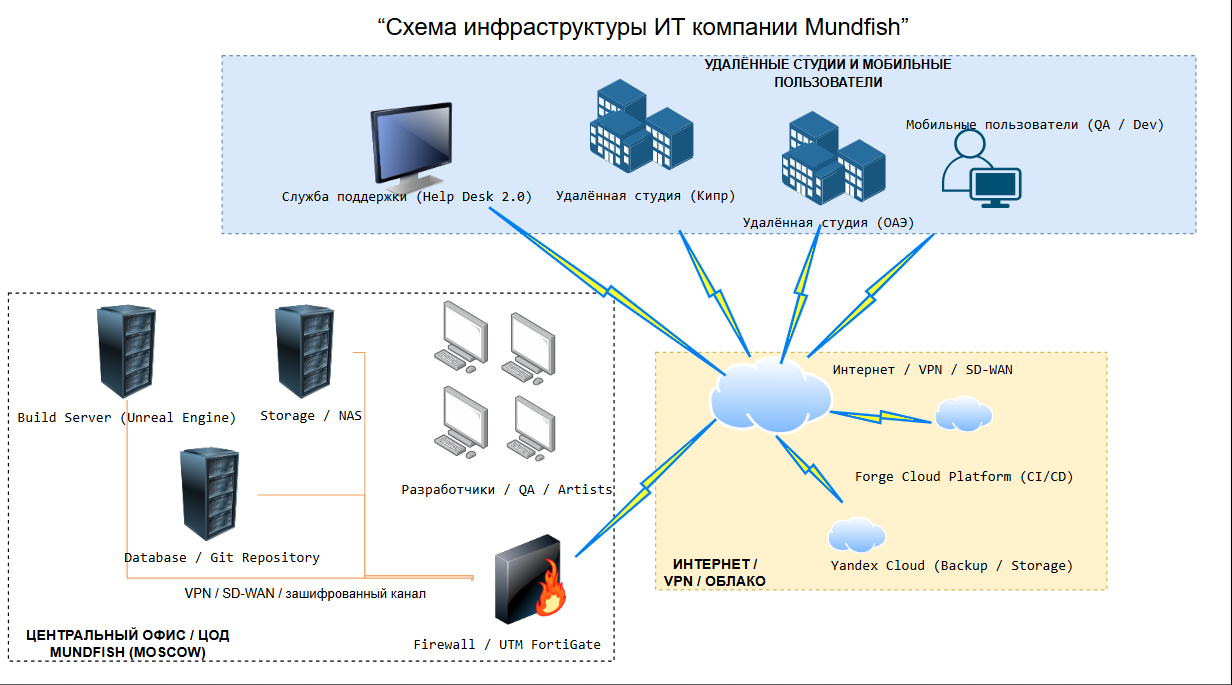 “Схема инфраструктуры ИТ компании Mundfish”
УДАЛЁННЫЕ СТУДИИ И МОБИЛЬНЫЕ
ПОЛЬЗОВАТЕЛИ
Мобильные пользователи (QA / Dev)
Служба поддержки (Help Desk 2.0)
Удалённая студия (Кипр)
Удалённая студия (ОАЭ)
Build Server (Unreal Engine)
Storage / NAS
Разработчики / QA / Artists
Database / Git Repository
VPN / SD-WAN / зашифрованный канал
Firewall / UTM FortiGate
ЦЕНТРАЛЬНЫЙ ОФИС / ЦОД
MUNDFISH (MOSCOW)
Интернет / VPN / SD-WAN
Forge Cloud Platform (CI/CD)
Yandex Cloud (Backup / Storage)
ИНТЕРНЕТ /
VPN / ОБЛАКО